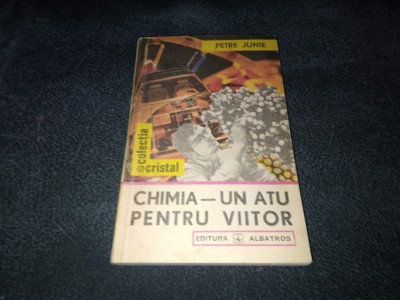 PETRE JUNIE
colecția
cristal
CHIMIA — UN ATU
PENTRU VIITOR
EDITURA ALBATROS